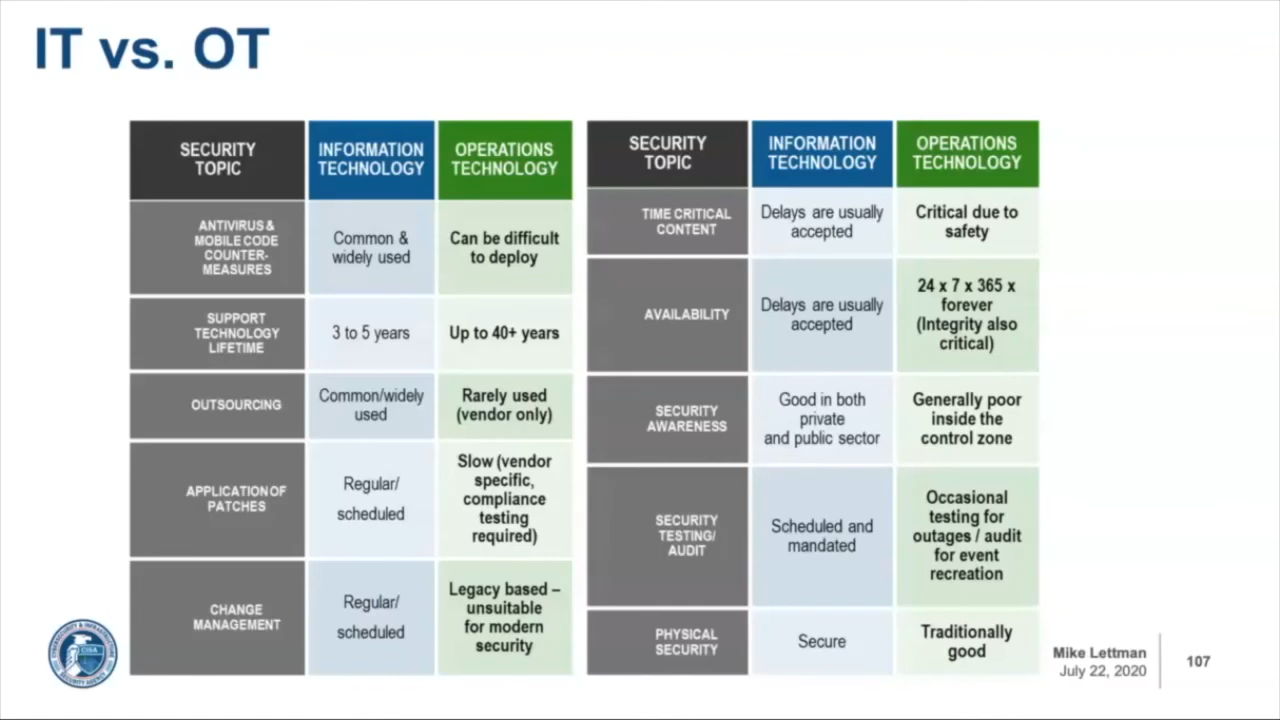 IT vs. OT
SECURITY
TOPIC
INFORMATION
TECHNOLOGY
OPERATIONS
TECHNOLOGY
ANTIVIRUS &
MOBILE CODE
COUNTER-
MEASURES
Common &
widely used
Can be difficult
to deploy
SUPPORT
TECHNOLOGY
LIFETIME
3 to 5 years
Up to 40+ years
OUTSOURCING
Common/widely
used
Rarely used
(vendor only)
APPLICATION OF
PATCHES
Regular/
scheduled
Slow (vendor
specific,
compliance
testing
required)
CHANGE
MANAGEMENT
Regular/
scheduled
Legacy based –
unsuitable
for modern
security
SECURITY
TOPIC
INFORMATION
TECHNOLOGY
OPERATIONS
TECHNOLOGY
TIME CRITICAL
CONTENT
Delays are usually
accepted
Critical due to
safety
AVAILABILITY
Delays are usually
accepted
24 x 7 x 365 x
forever
(Integrity also
critical)
SECURITY
AWARENESS
Good in both
private
and public sector
Generally poor
inside the
control zone
SECURITY
TESTING/
AUDIT
Scheduled and
mandated
Occasional
testing for
outages / audit
for event
recreation
PHYSICAL
SECURITY
Secure
Traditionally
good
CYBERSECURITY & INFRASTRUCTURE
CISA
SECURITY AGENCY
Mike Lettman
July 22, 2020
107